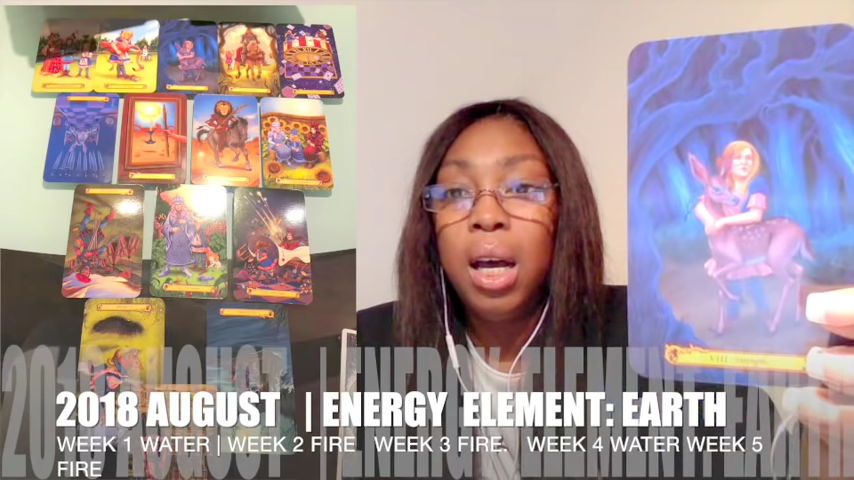 2018 AUGUST | ENERGY ELEMENT: EARTH
WEEK 1 WATER | WEEK 2 FIRE WEEK 3 FIRE. WEEK 4 WATER WEEK 5
FIRE
VIII